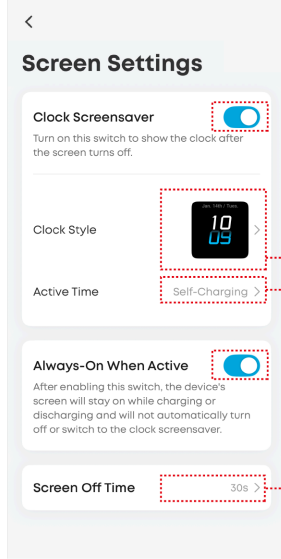 Screen Settings
Clock Screensaver
Turn on this switch to show the clock after
the screen turns off.
Jan. 14th / Tues.
10
09
Clock Style
Active Time
Self-Charging
Always-On When Active
After enabling this switch, the device's
screen will stay on while charging or
discharging and will not automatically turn
off or switch to the clock screensaver.
Screen Off Time
30s